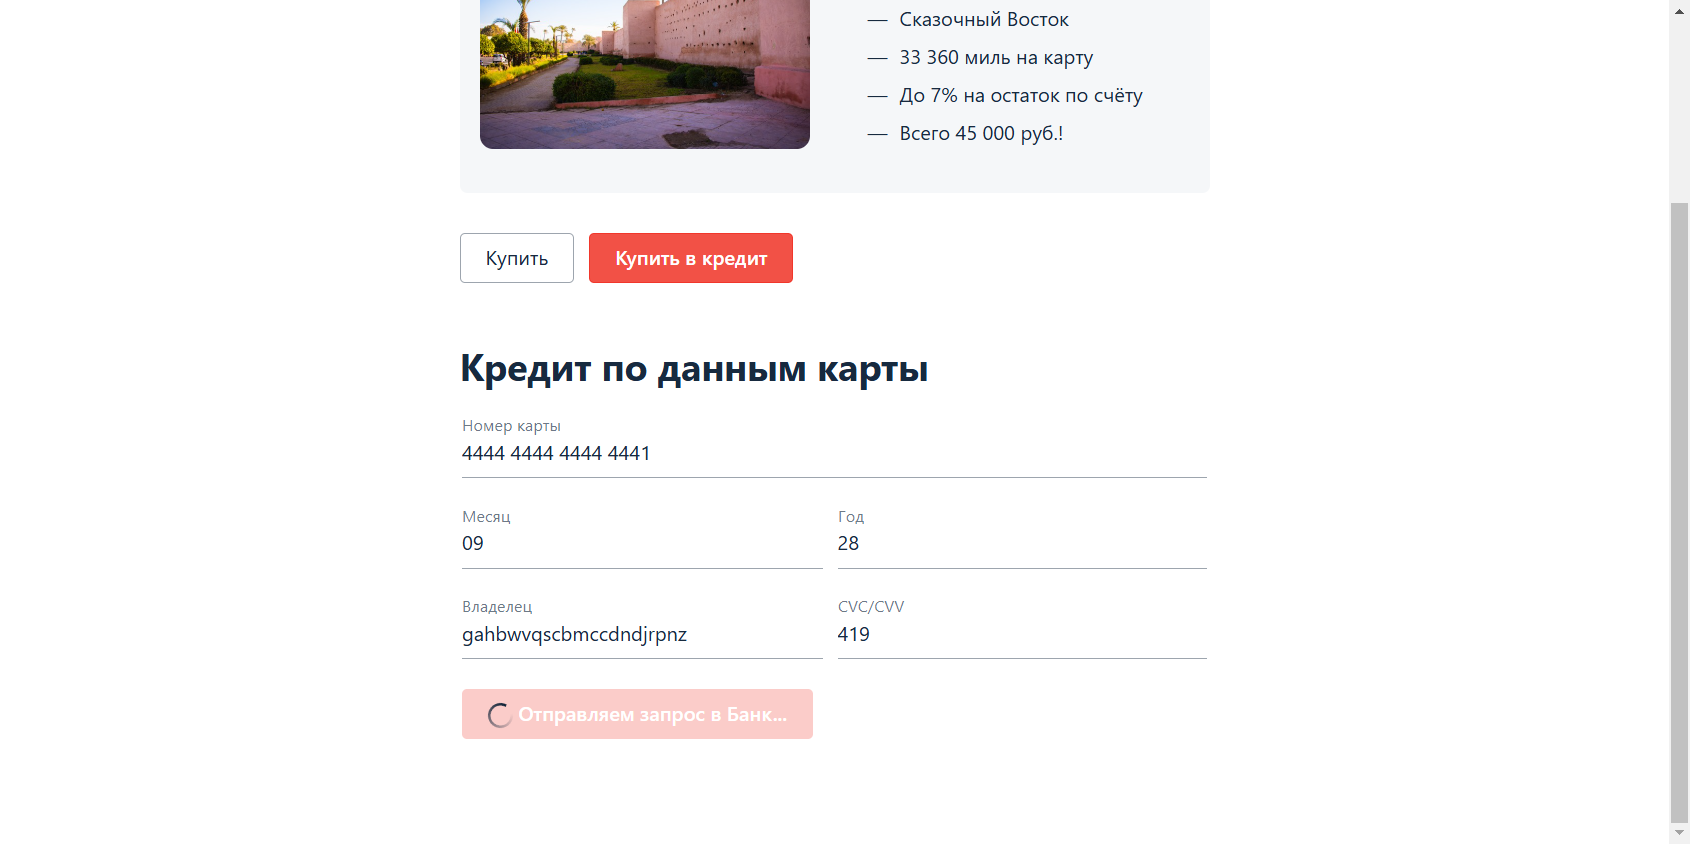 — Сказочный Восток
— 33 360 миль на карту
— До 7% на остаток по счёту
— Всего 45 000 руб.!
Купить Купить в кредит
Кредит по данным карты
Номер карты
4444 4444 4444 4441
Месяц Год
09 28
Владелец CVC/CVV
gahbwvqscbmccdndjrpnz 419
Отправляем запрос в Банк...